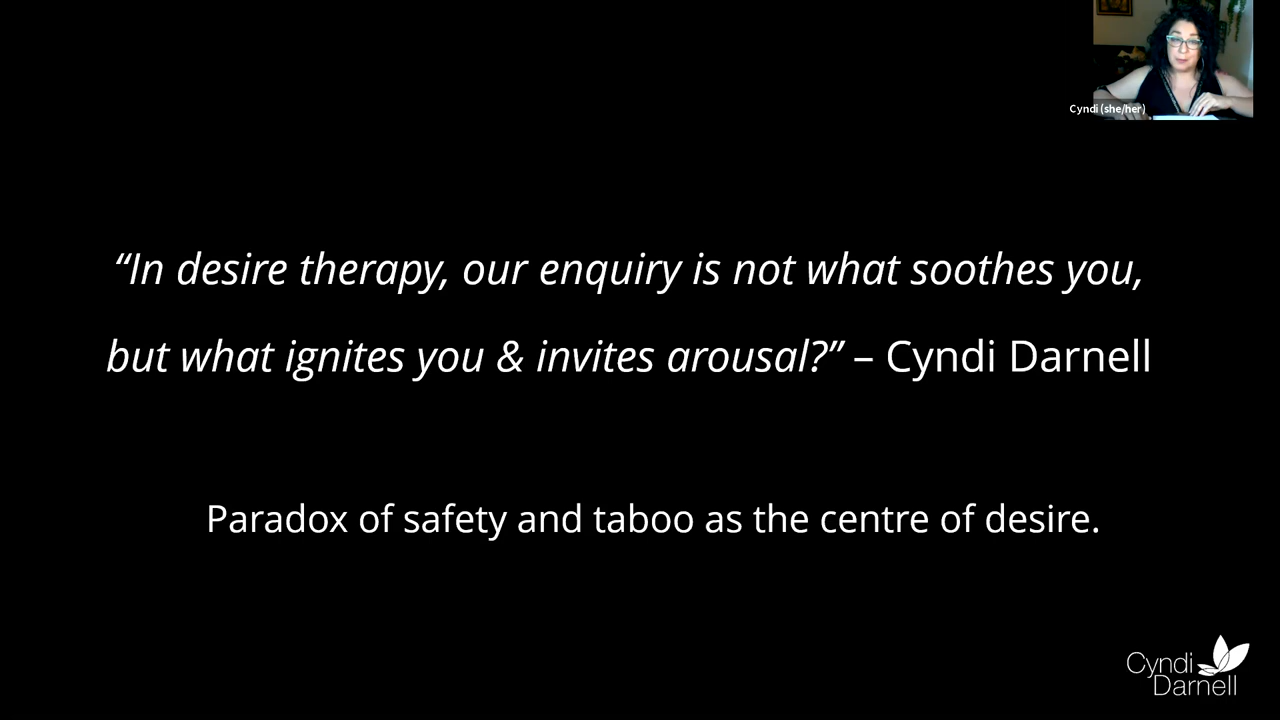 Cyndi (she/her)
“In desire therapy, our enquiry is not what soothes you,
but what ignites you & invites arousal?” – Cyndi Darnell
Paradox of safety and taboo as the centre of desire.
Cyndi
Darnell